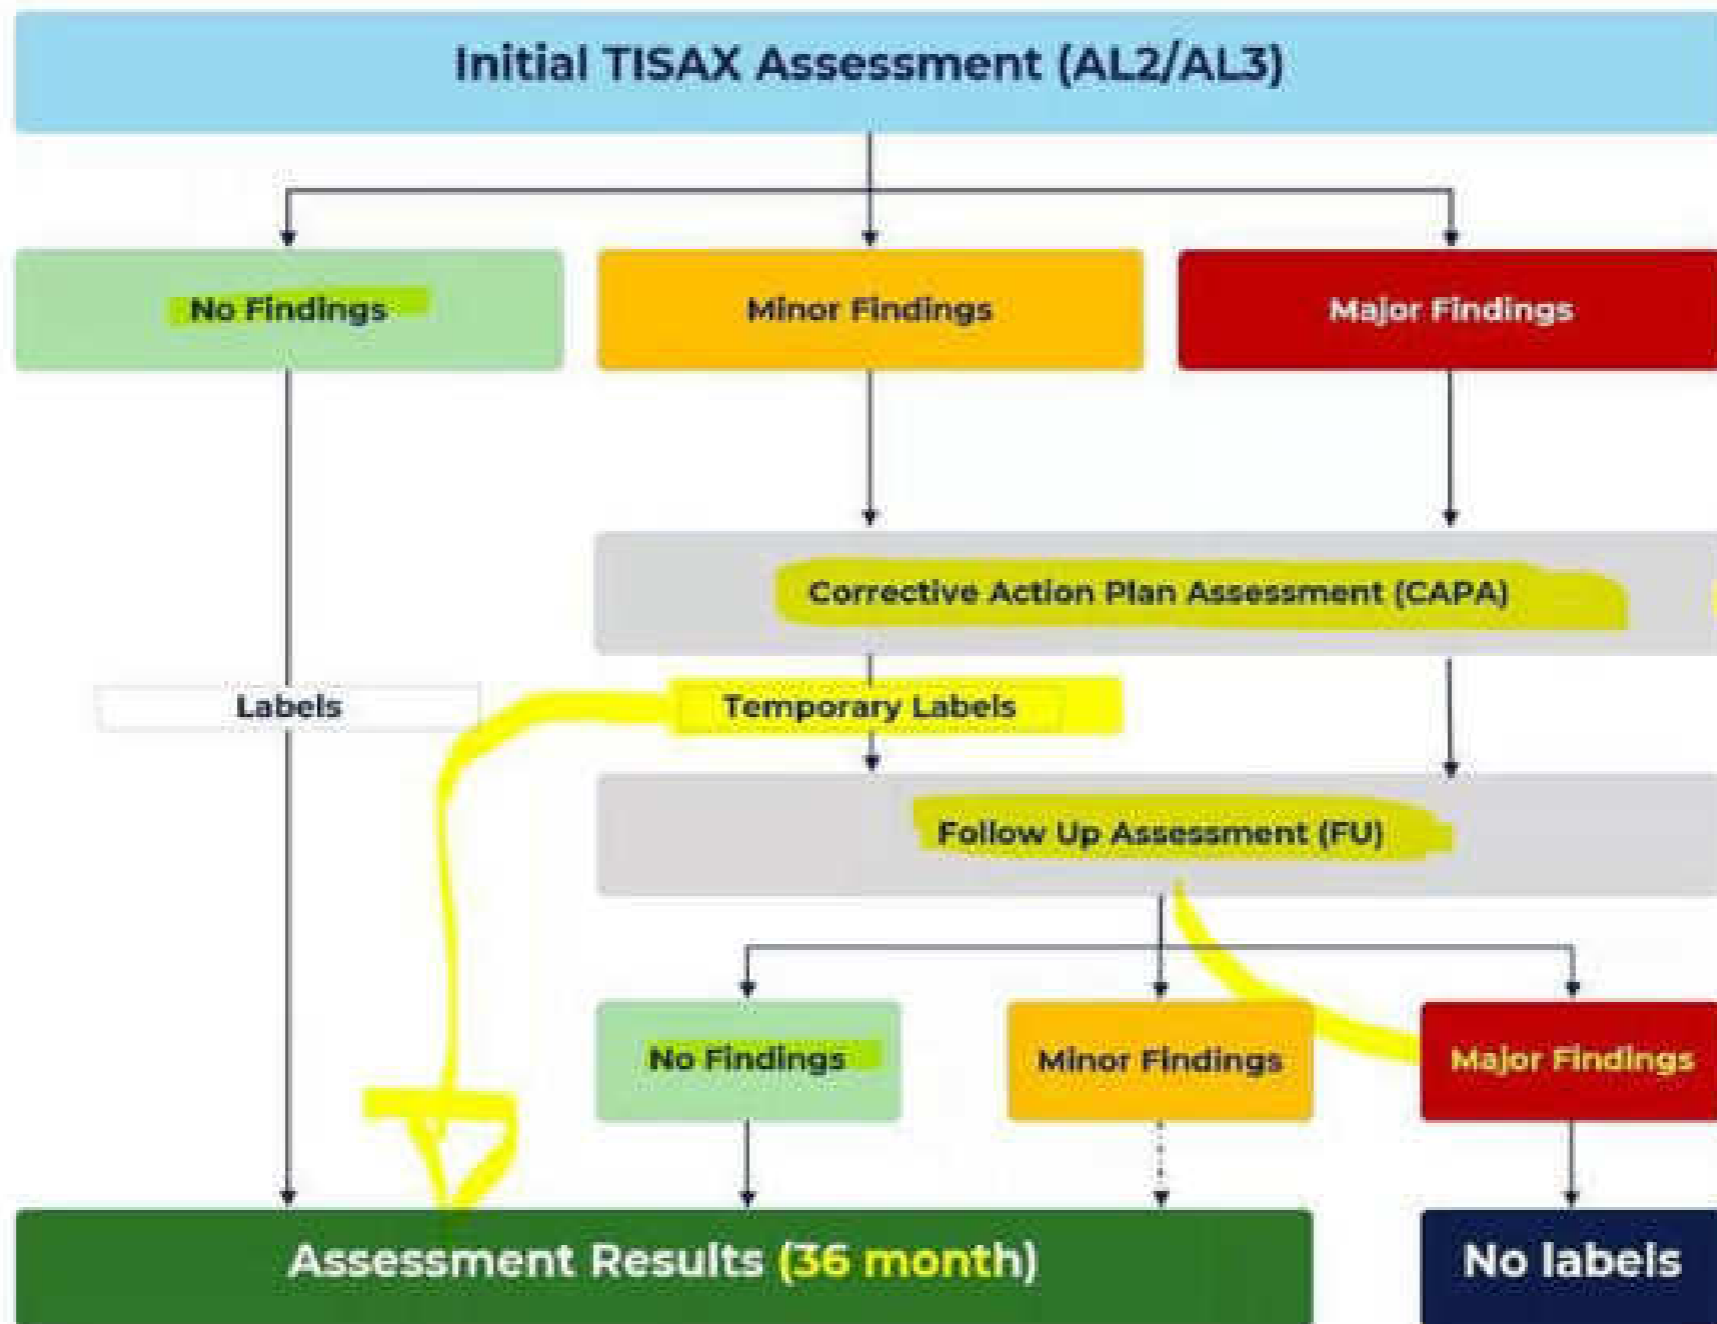 Initial TISAX Assessment (AL2/AL3)
No Findings
Minor Findings
Major Findings
Corrective Action Plan Assessment (CAPA)
Labels
Temporary Labels
Follow Up Assessment (FU)
No Findings
Minor Findings
Major Findings
Assessment Results (36 month)
No labels